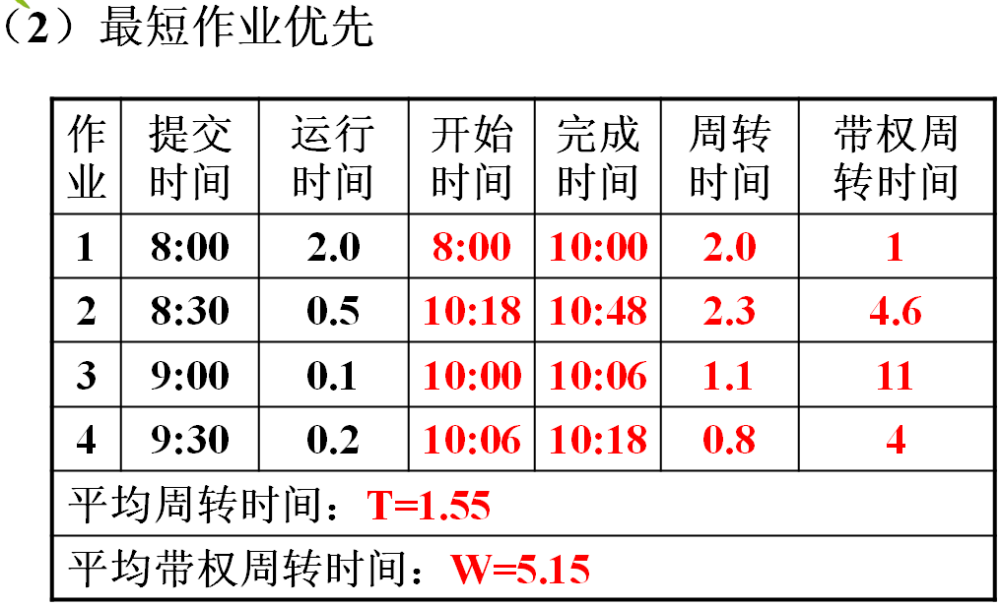 （2）最短作业优先
作业 提交时间 运行时间 开始时间 完成时间 周转时间 带权周转时间
1 8:00 2.0 8:00 10:00 2.0 1
2 8:30 0.5 10:18 10:48 2.3 4.6
3 9:00 0.1 10:00 10:06 1.1 11
4 9:30 0.2 10:06 10:18 0.8 4
平均周转时间：T=1.55
平均带权周转时间：W=5.15